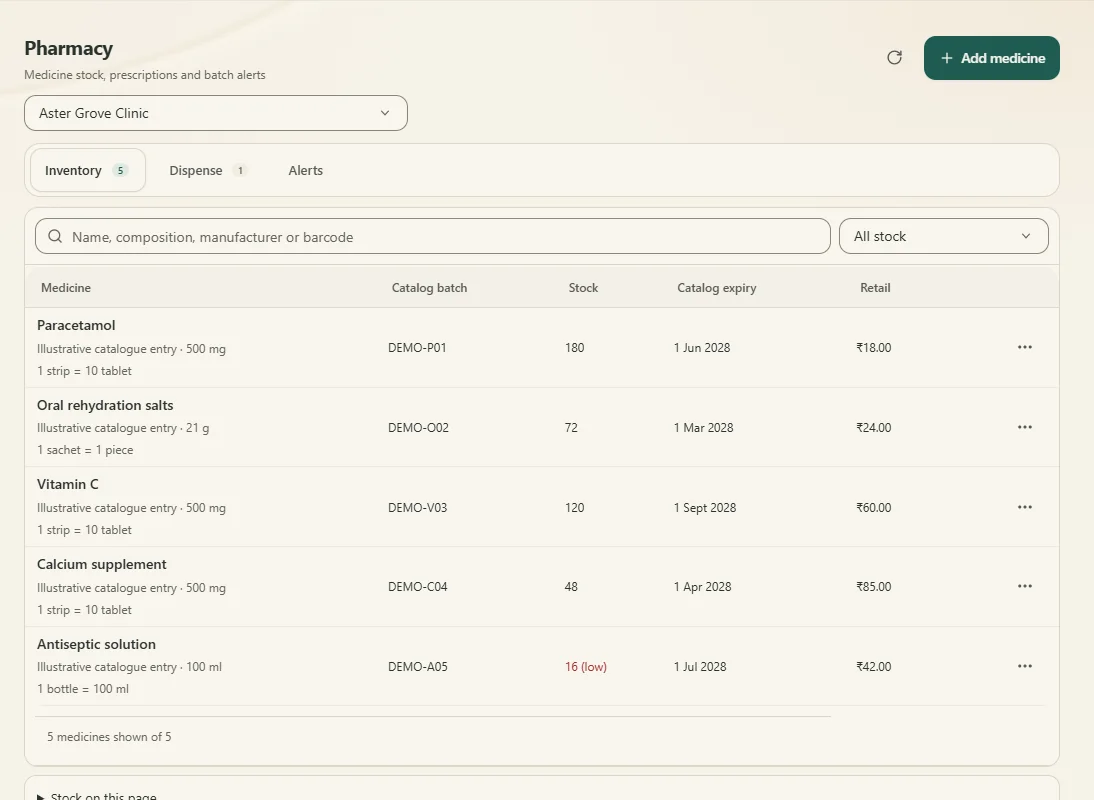 Pharmacy
Medicine stock, prescriptions and batch alerts
+ Add medicine
Aster Grove Clinic
Inventory 5 Dispense 1 Alerts
Name, composition, manufacturer or barcode All stock
Medicine Catalog batch Stock Catalog expiry Retail
Paracetamol
Illustrative catalogue entry · 500 mg DEMO-P01 180 1 Jun 2028 ₹18.00
1 strip = 10 tablet
Oral rehydration salts
Illustrative catalogue entry · 21 g DEMO-O02 72 1 Mar 2028 ₹24.00
1 sachet = 1 piece
Vitamin C
Illustrative catalogue entry · 500 mg DEMO-V03 120 1 Sept 2028 ₹60.00
1 strip = 10 tablet
Calcium supplement
Illustrative catalogue entry · 500 mg DEMO-C04 48 1 Apr 2028 ₹85.00
1 strip = 10 tablet
Antiseptic solution
Illustrative catalogue entry · 100 ml DEMO-A05 16 (low) 1 Jul 2028 ₹42.00
1 bottle = 100 ml
5 medicines shown of 5
Stock on this page